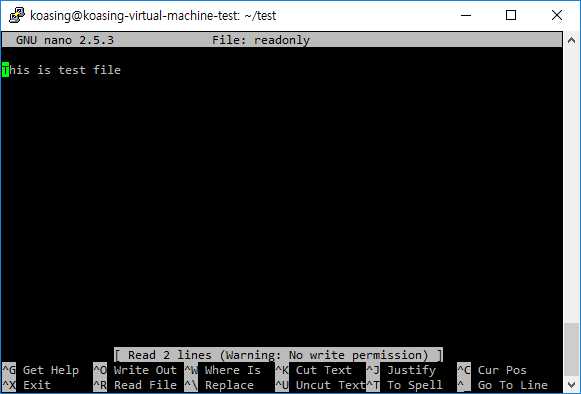 koasing@koasing-virtual-machine-test: ~/test
GNU nano 2.5.3 File: readonly
This is test file
[ Read 2 lines (Warning: No write permission) ]
^G Get Help ^O Write Out ^W Where Is ^K Cut Text ^J Justify ^C Cur Pos
^X Exit ^R Read File ^\ Replace ^U Uncut Text ^T To Spell ^_ Go To Line